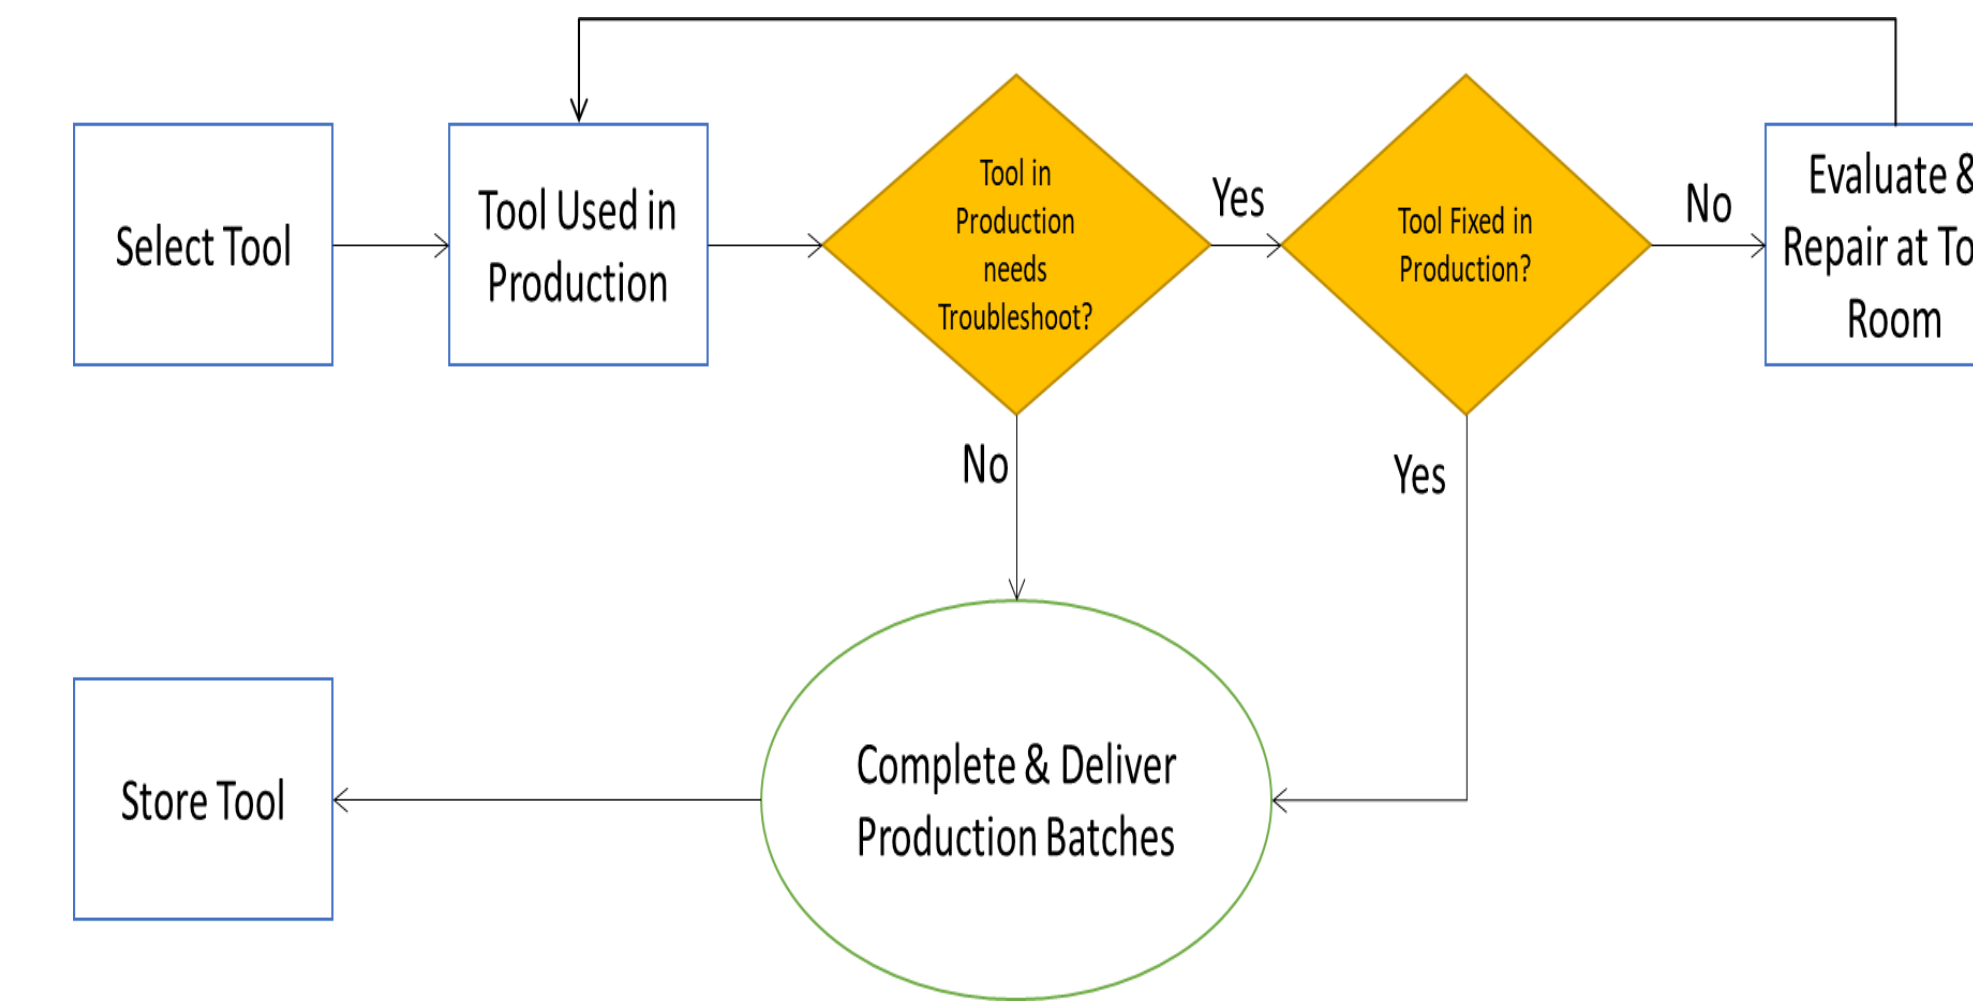 Select Tool
Tool Used in
Production
Tool in
Production
needs
Troubleshoot?
Yes
Tool Fixed in
Production?
No
Evaluate &
Repair at
Room
No
Yes
Complete & Deliver
Production Batches
Store Tool